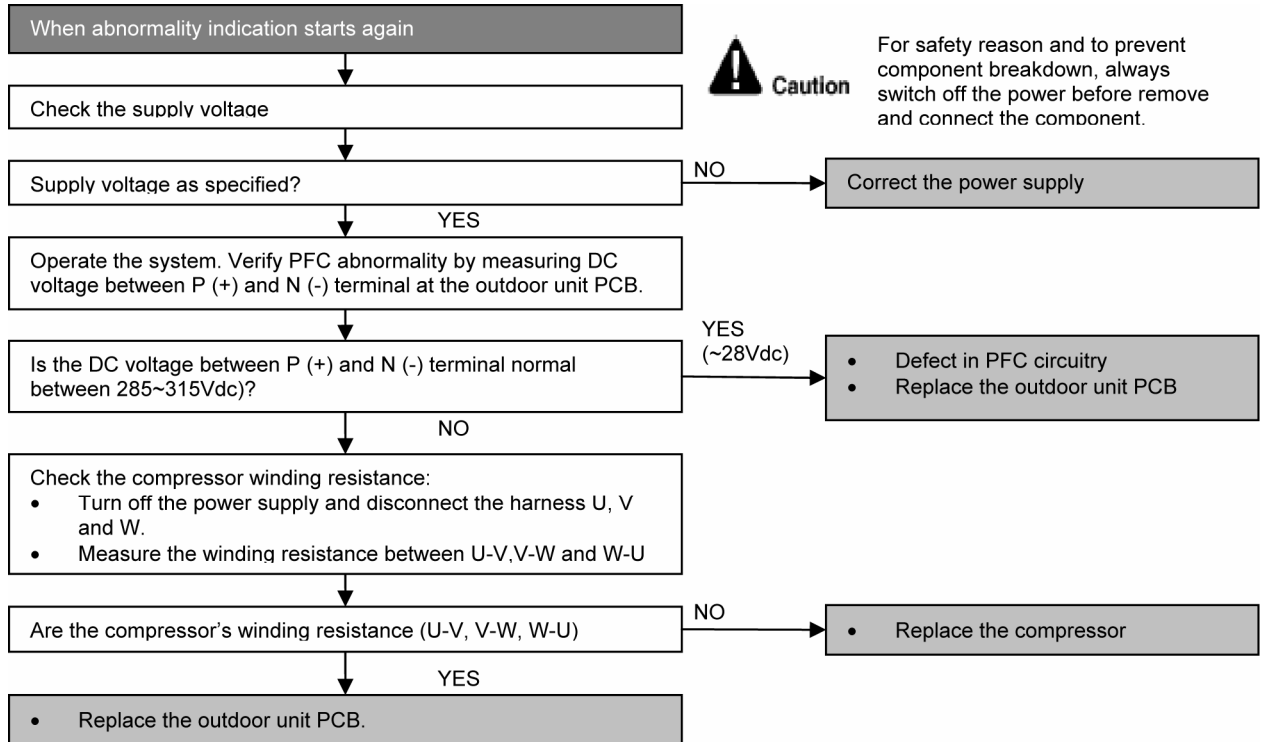 When abnormality indication starts again
Caution
For safety reason and to prevent
component breakdown, always
switch off the power before remove
and connect the component.
Check the supply voltage
Supply voltage as specified?
NO
Correct the power supply
YES
Operate the system. Verify PFC abnormality by measuring DC
voltage between P (+) and N (-) terminal at the outdoor unit PCB.
Is the DC voltage between P (+) and N (-) terminal normal
between 285~315Vdc)?
YES
(~28Vdc)
• Defect in PFC circuitry
• Replace the outdoor unit PCB
NO
Check the compressor winding resistance:
• Turn off the power supply and disconnect the harness U, V
and W.
• Measure the winding resistance between U-V,V-W and W-U
Are the compressor's winding resistance (U-V, V-W, W-U)
NO
• Replace the compressor
YES
• Replace the outdoor unit PCB.